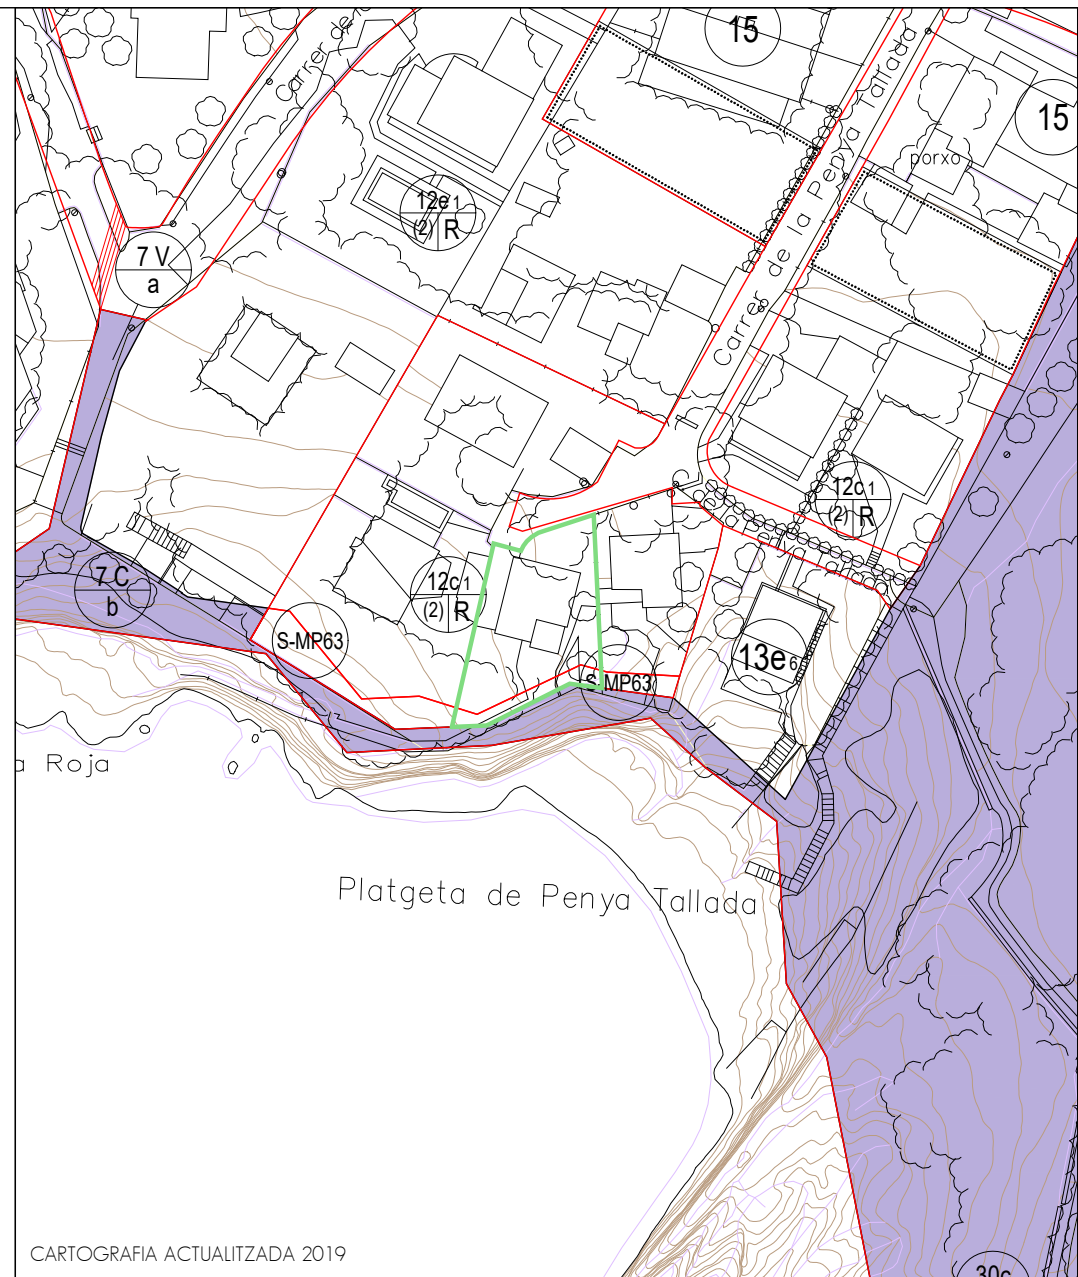 15
Carrer de
Carrer de la Penya Tallada
15
porxo
12e1
(2) R
7 V
a
12c1
(2) R
7 C
b
12c1
(2) R
S-MP63
S-MP63
13e6
a Roja
Platgeta de Penya Tallada
CARTOGRAFIA ACTUALITZADA 2019
30c